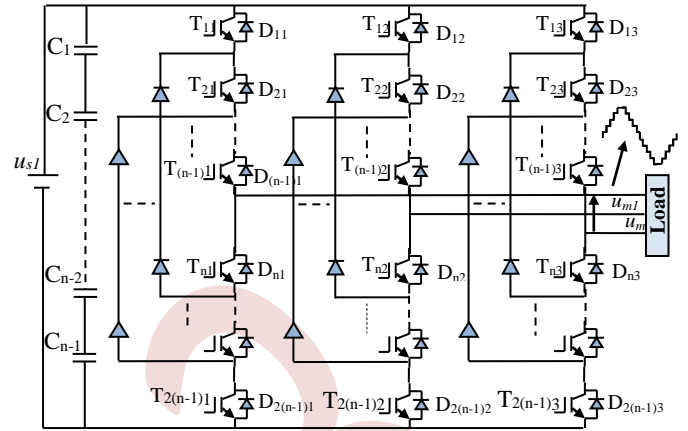 T11 D11 T12 D12 T13 D13
C1
T21 D21 T22 D22 T23 D23
C2
us1
T(n-1)1 D(n-1)1 T(n-1)2 T(n-1)3
um1
um
Load
Tn1 Dn1 Tn2 Dn2 Tn3 Dn3
Cn-2
Cn-1
T2(n-1)1 D2(n-1)1 T2(n-1)2 D2(n-1)2 T2(n-1)3 D2(n-1)3